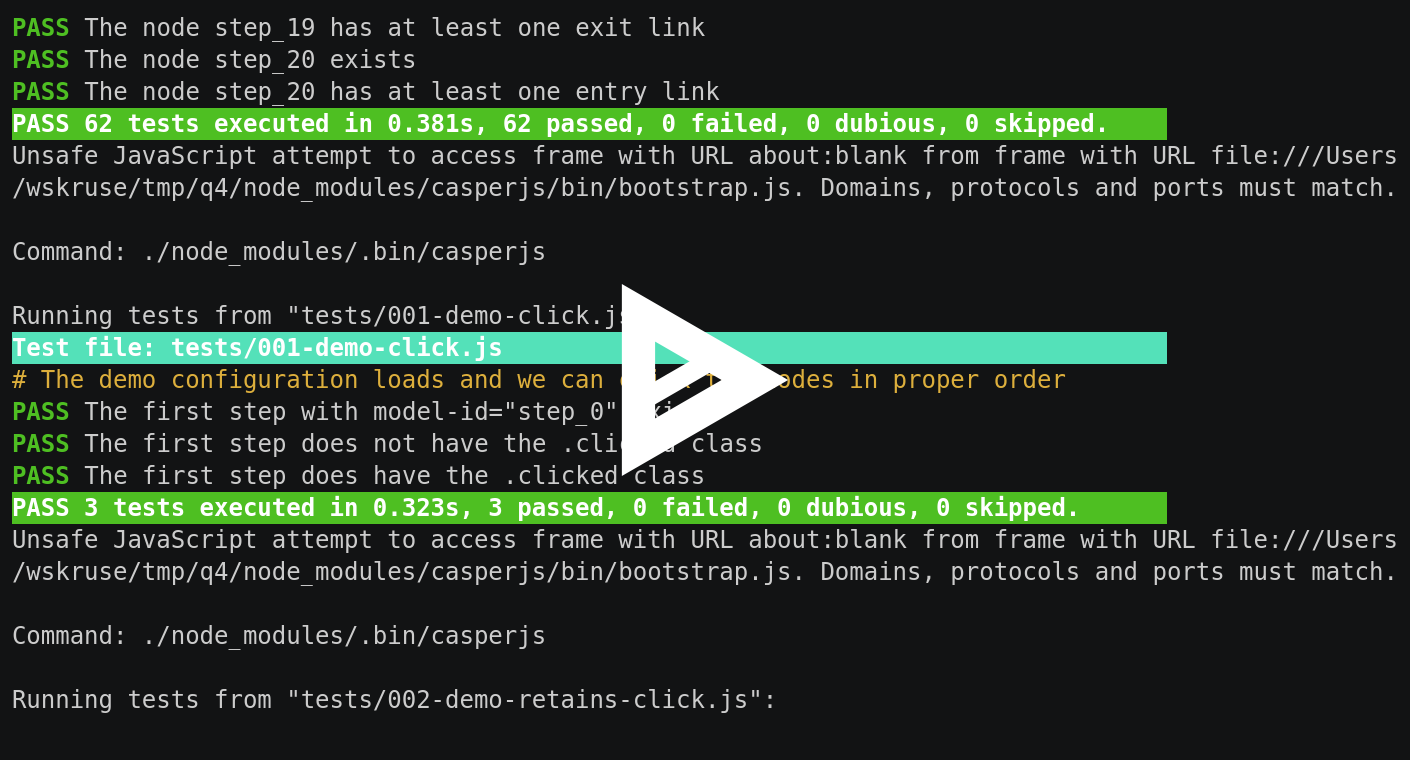 PASS The node step_19 has at least one exit link
PASS The node step_20 exists
PASS The node step_20 has at least one entry link
PASS 62 tests executed in 0.381s, 62 passed, 0 failed, 0 dubious, 0 skipped.
Unsafe JavaScript attempt to access frame with URL about:blank from frame with URL file:///Users
/wskruse/tmp/q4/node_modules/casperjs/bin/bootstrap.js. Domains, protocols and ports must match.
Command: ./node_modules/.bin/casperjs
Running tests from "tests/001-demo-click.js
Test file: tests/001-demo-click.js
# The demo configuration loads and we can in proper order
PASS The first step with model-id="step_0"
PASS The first step does not have the class
PASS The first step does have the .clicked class
PASS 3 tests executed in 0.323s, 3 passed, 0 failed, 0 dubious, 0 skipped.
Unsafe JavaScript attempt to access frame with URL about:blank from frame with URL file:///Users
/wskruse/tmp/q4/node_modules/casperjs/bin/bootstrap.js. Domains, protocols and ports must match.
Command: ./node_modules/.bin/casperjs
Running tests from "tests/002-demo-retains-click.js":